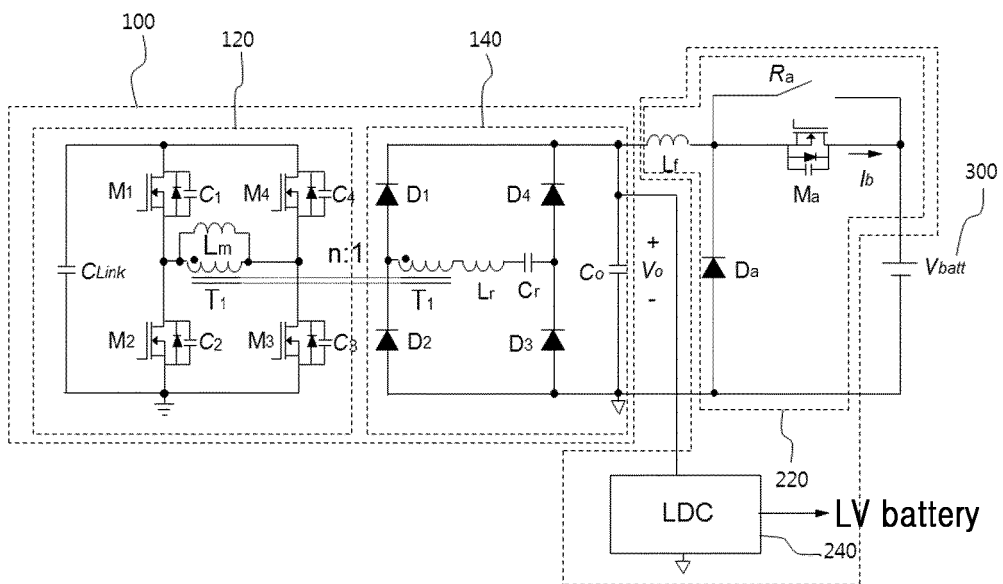 100
120
140
Ra
M1
C1
M4
C4
D1
D4
Lf
Ma
Ib
300
Lm
n:1
CLink
T1
T1
Lr
Cr
Co
+
Vo
-
Da
Vbatt
M2
C2
M3
C3
D2
D3
220
LDC
LV battery
240